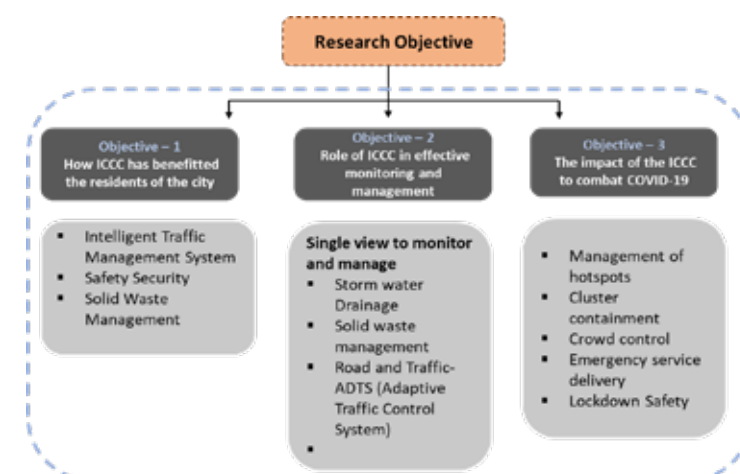 Research Objective
Objective – 1
How ICCC has benefitted
the residents of the city
Intelligent Traffic
Management System
Safety Security
Solid Waste
Management
Objective – 2
Role of ICCC in effective
monitoring and
management
Single view to monitor
and manage
Storm water
Drainage
Solid waste
management
Road and Traffic-
ADTS (Adaptive
Traffic Control
System)
Objective – 3
The impact of the ICCC
to combat COVID-19
Management of
hotspots
Cluster
containment
Crowd control
Emergency service
delivery
Lockdown Safety